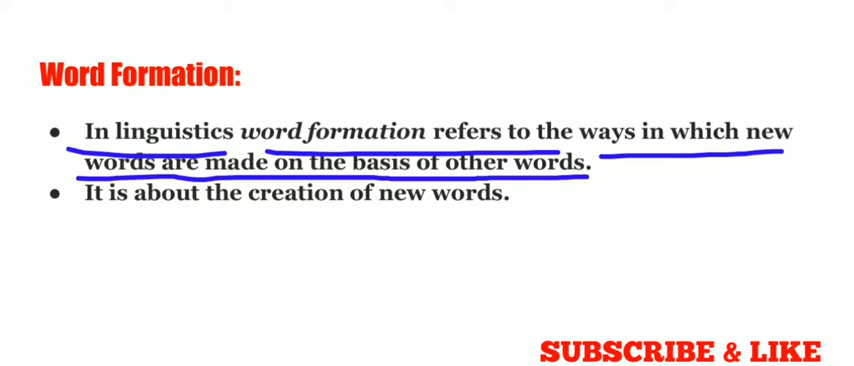 Word Formation:
● In linguistics word formation refers to the ways in which new
words are made on the basis of other words.
● It is about the creation of new words.
SUBSCRIBE & LIKE